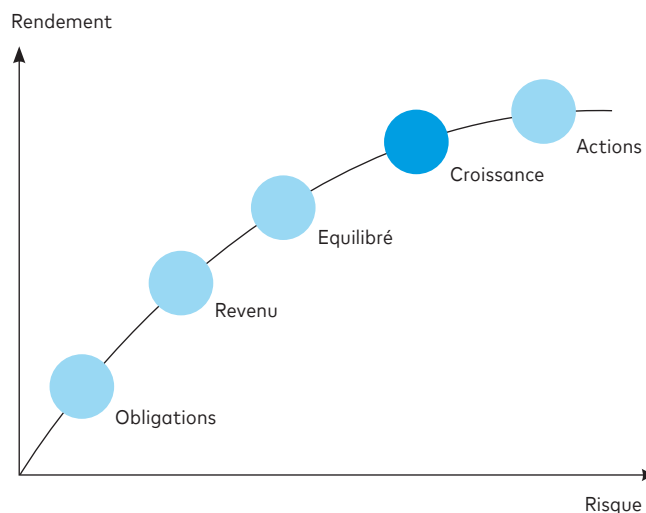 Rendement
Actions
Croissance
Equilibré
Revenu
Obligations
Risque